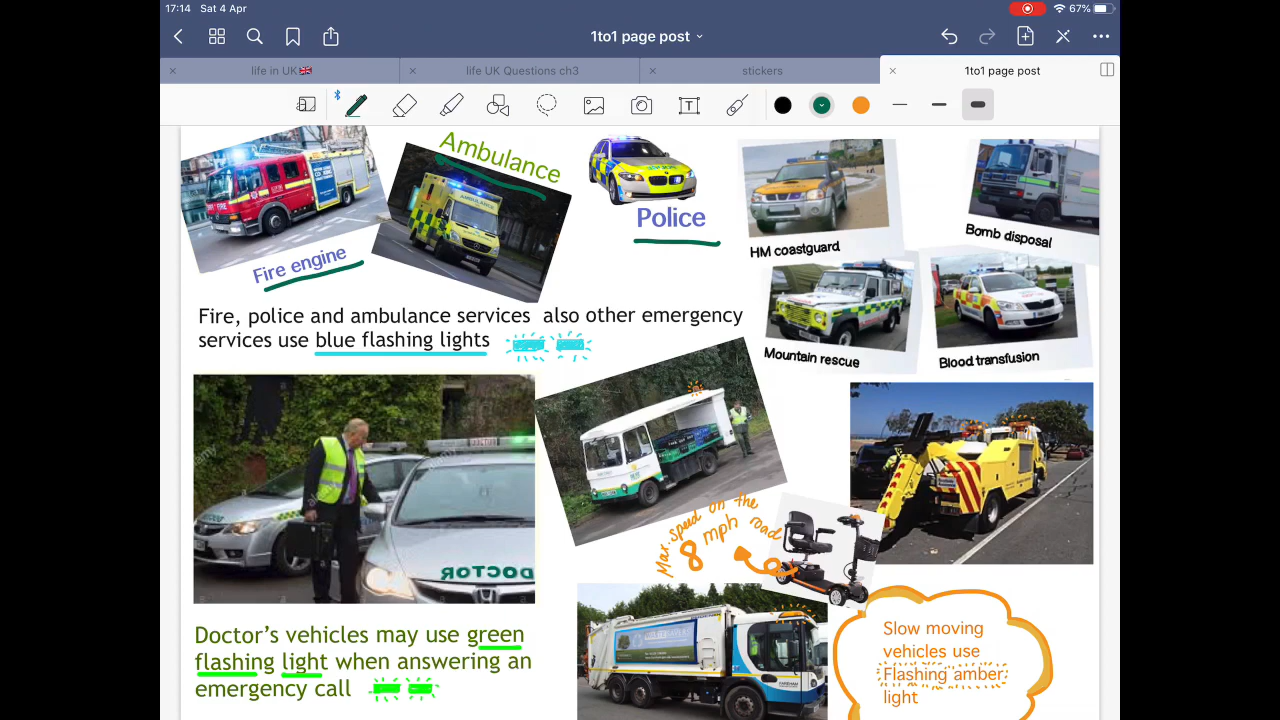 17:14 Sat 4 Apr
67%
1to1 page post
life in UK🇬🇧
life UK Questions ch3
stickers
1to1 page post
Ambulance
Police
Fire engine
AMBULANCE
HM coastguard
Bomb disposal
Mountain rescue
Blood transfusion
Fire, police and ambulance services also other emergency
services use blue flashing lights
DOCTOR
Max. speed on the road
8 mph
Doctor's vehicles may use green
flashing light when answering an
emergency call
Slow moving
vehicles use
Flashing amber
light